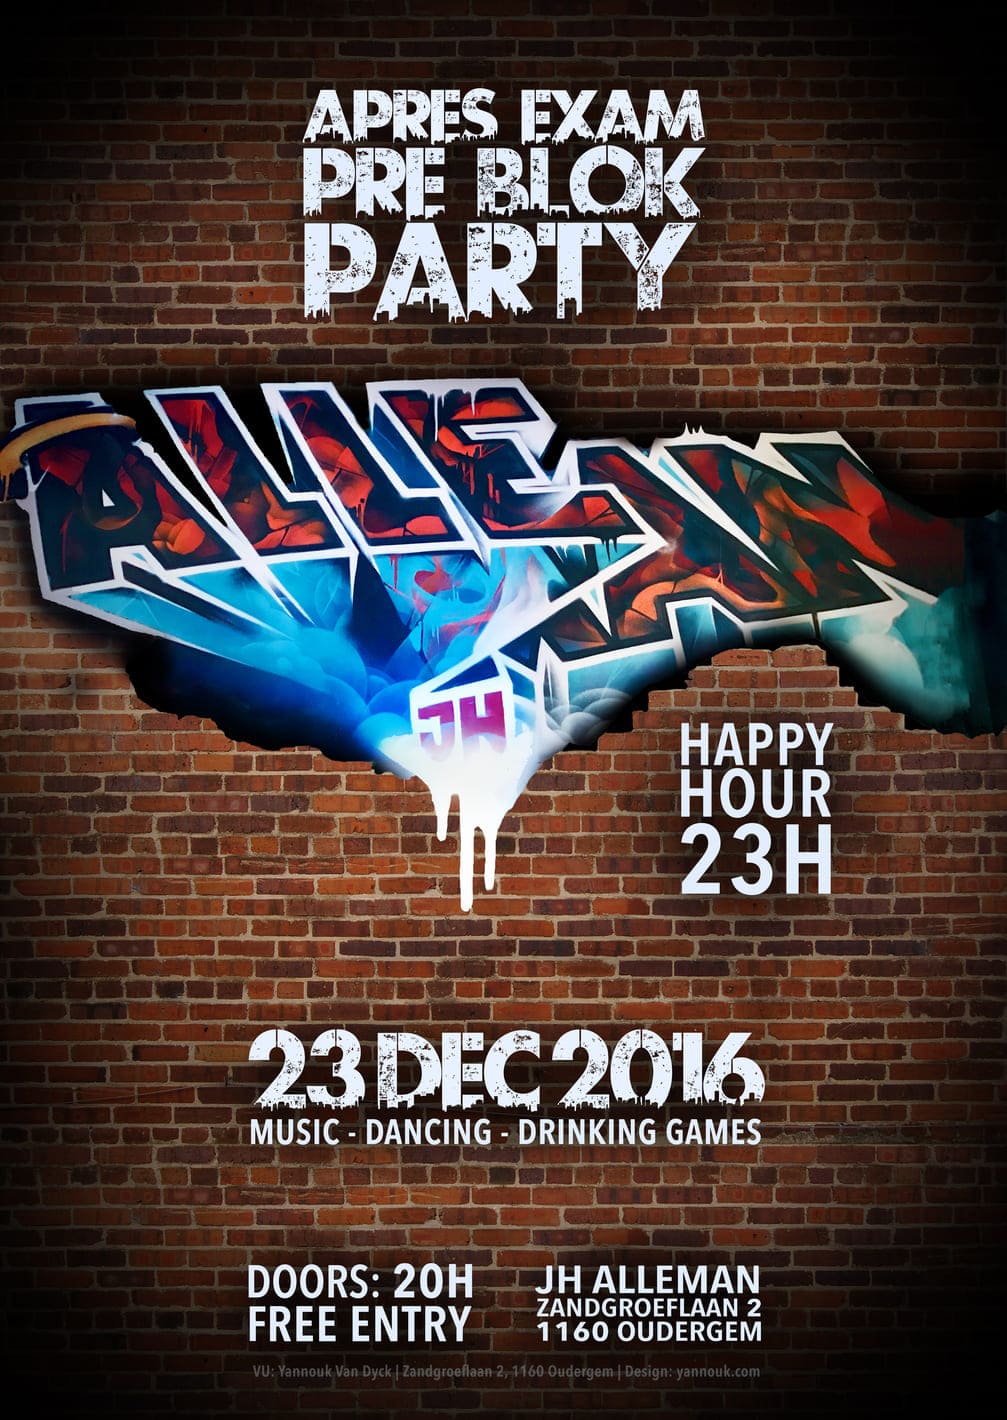 APRES EXAM
PRE BLOK
PARTY
ALLEMAN
JH
HAPPY
HOUR
23H
23 DEC 2016
MUSIC - DANCING - DRINKING GAMES
DOORS: 20H
FREE ENTRY
JH ALLEMAN
ZANDGROEFLAAN 2
1160 OUDERGEM
VU: Yannouk Van Dyck | Zandgroeflaan 2, 1160 Oudergem | Design: yannouk.com